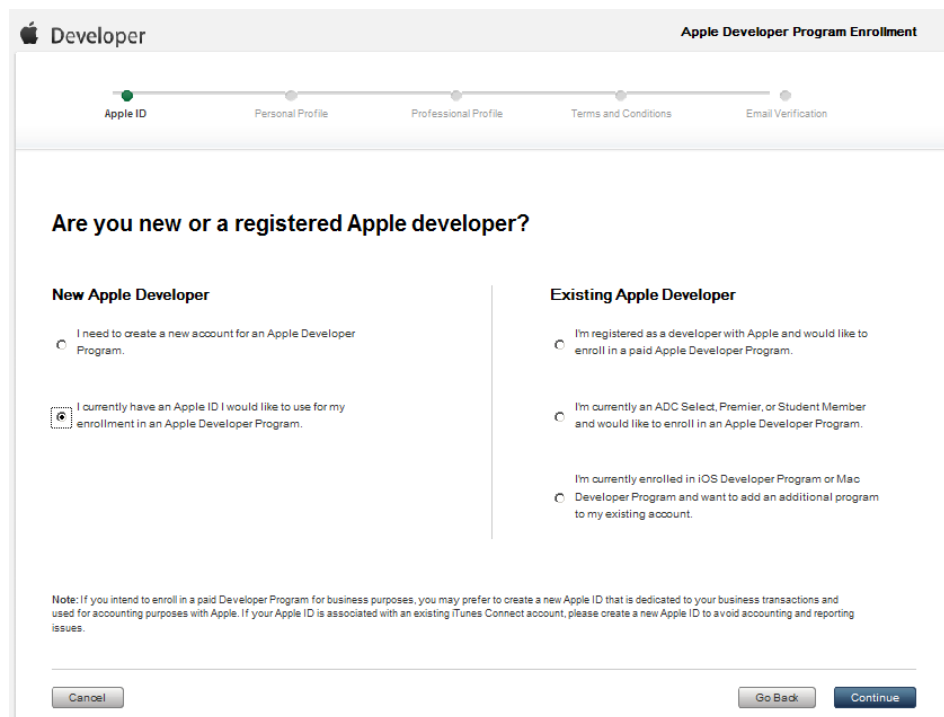 Developer
Apple Developer Program Enrollment
Apple ID
Personal Profile
Professional Profile
Terms and Conditions
Email Verification
Are you new or a registered Apple developer?
New Apple Developer
I need to create a new account for an Apple Developer
Program.
I currently have an Apple ID I would like to use for my
enrollment in an Apple Developer Program.
Existing Apple Developer
I'm registered as a developer with Apple and would like to
enroll in a paid Apple Developer Program.
I'm currently an ADC Select, Premier, or Student Member
and would like to enroll in an Apple Developer Program.
I'm currently enrolled in iOS Developer Program or Mac
Developer Program and want to add an additional program
to my existing account.
Note: If you intend to enroll in a paid Developer Program for business purposes, you may prefer to create a new Apple ID that is dedicated to your business transactions and
used for accounting purposes with Apple. If your Apple ID is associated with an existing iTunes Connect account, please create a new Apple ID to avoid accounting and reporting
issues.
Cancel
Go Back
Continue